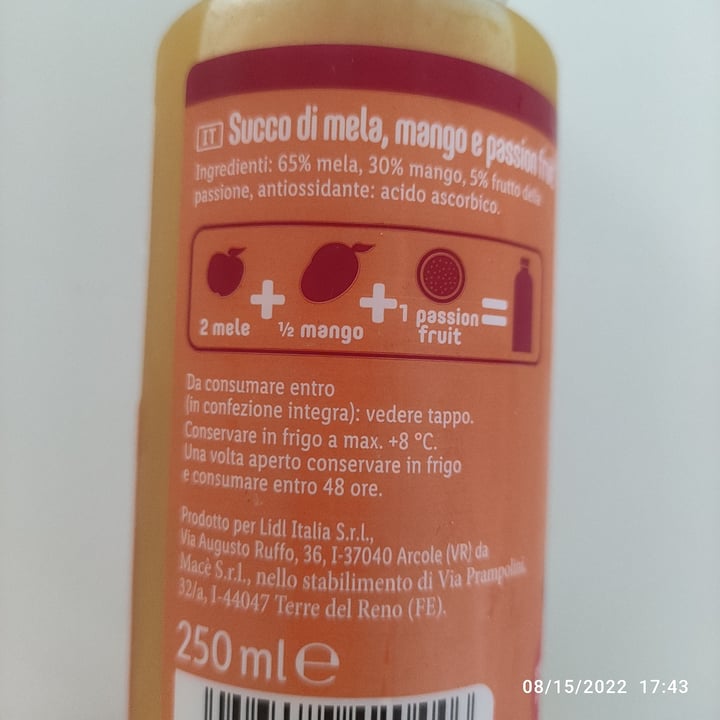 IT Succo di mela, mango e passion fruit
Ingredienti: 65% mela, 30% mango, 5% frutto della
passione, antiossidante: acido ascorbico.
2 mele + ½ mango + 1 passion fruit =
Da consumare entro
(in confezione integra): vedere tappo.
Conservare in frigo a max. +8 °C.
Una volta aperto conservare in frigo
e consumare entro 48 ore.
Prodotto per Lidl Italia S.r.l.,
Via Augusto Ruffo, 36, I-37040 Arcole (VR) da
Macè S.r.l., nello stabilimento di Via Prampolini,
32/a, I-44047 Terre del Reno (FE).
250 ml e
08/15/2022 17:43